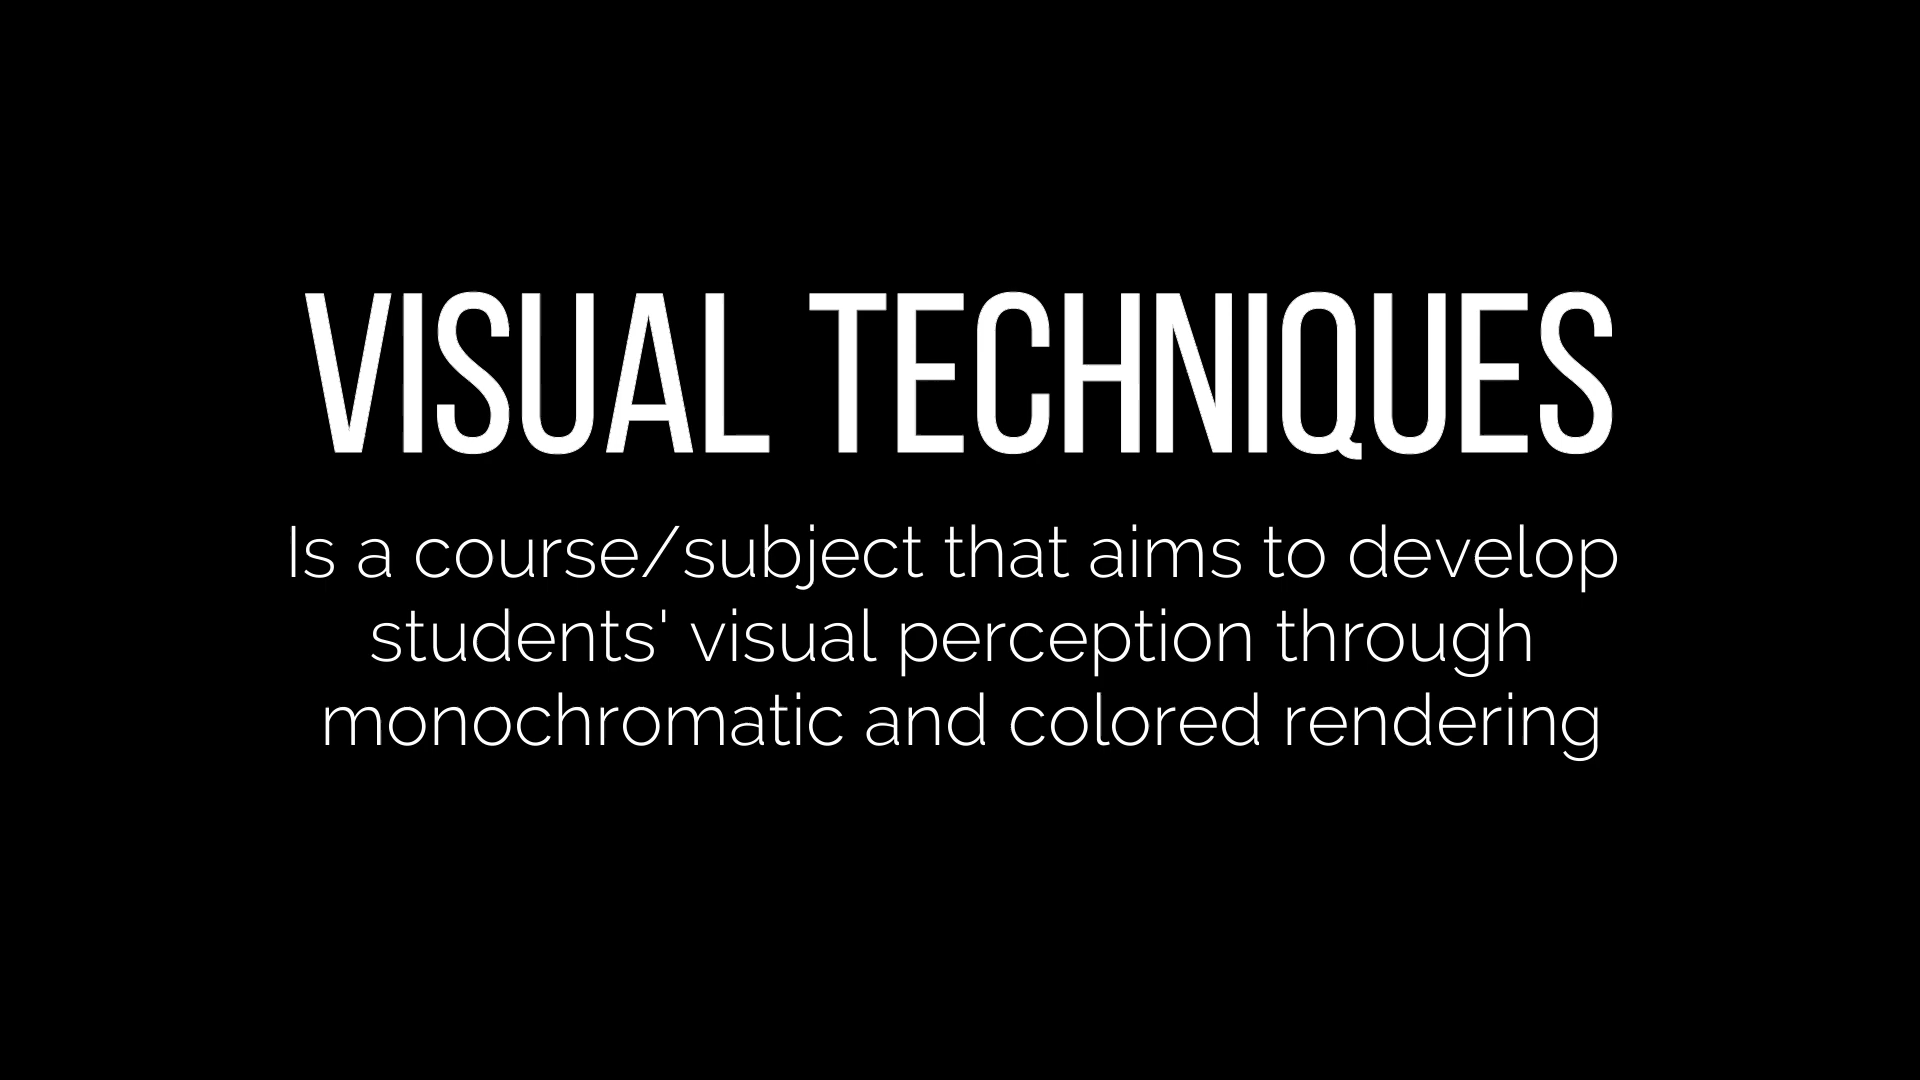 VISUAL TECHNIQUES
Is a course/subject that aims to develop
students' visual perception through
monochromatic and colored rendering